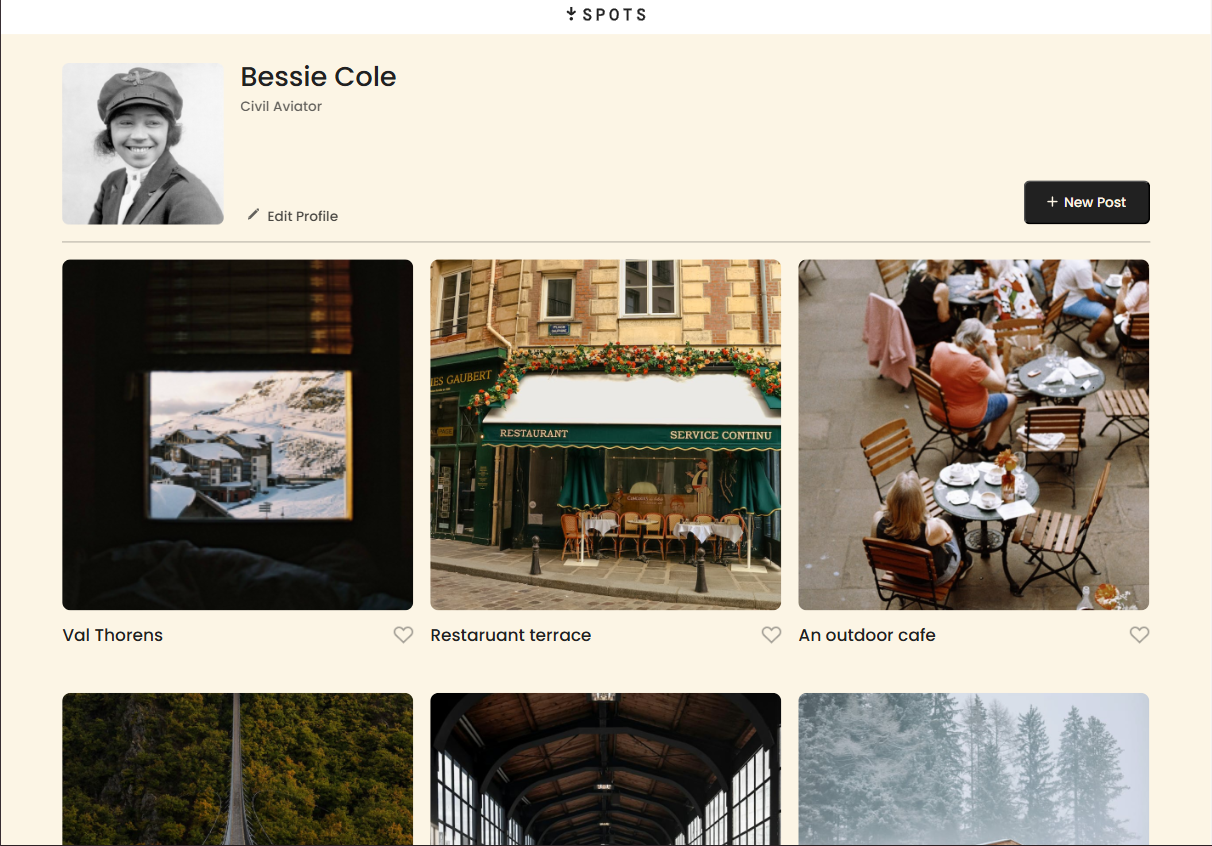 SPOTS
Bessie Cole
Civil Aviator
Edit Profile
+ New Post
IES GAUBERT
RESTAURANT
SERVICE CONTINU
Val Thorens
Restaruant terrace
An outdoor cafe